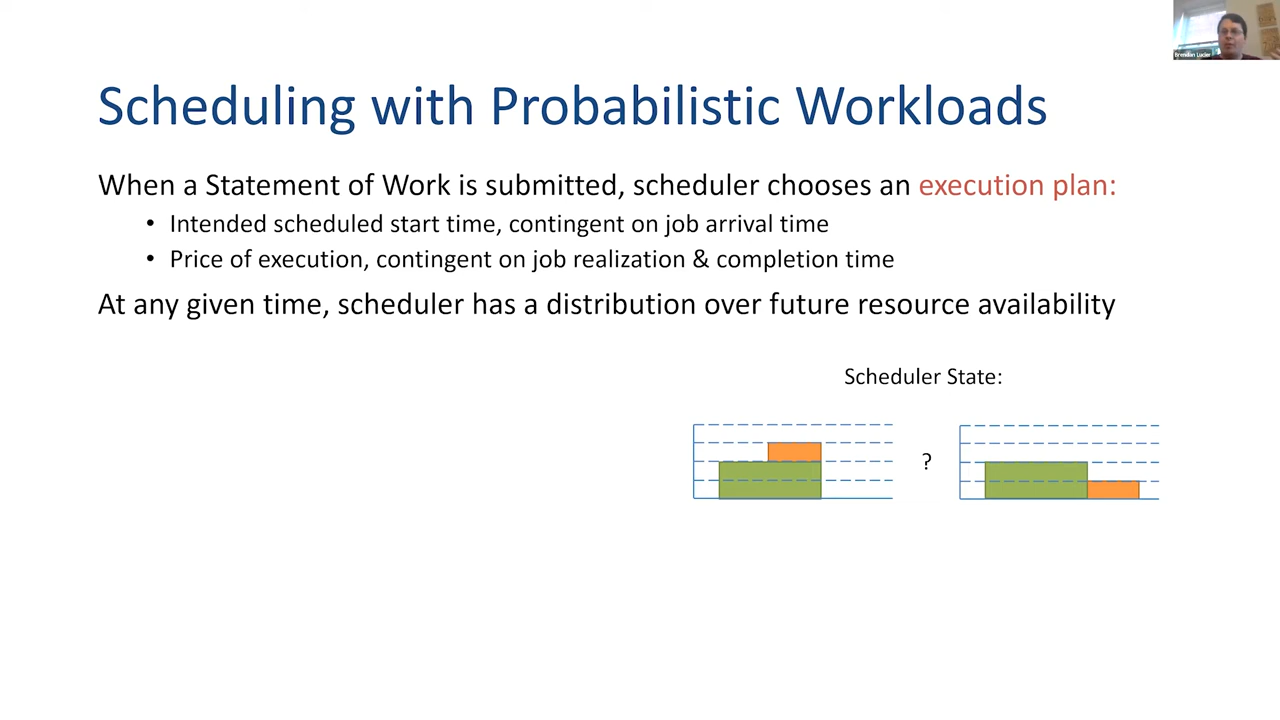 Brendan Lucier
Scheduling with Probabilistic Workloads
When a Statement of Work is submitted, scheduler chooses an execution plan:
• Intended scheduled start time, contingent on job arrival time
• Price of execution, contingent on job realization & completion time
At any given time, scheduler has a distribution over future resource availability
Scheduler State:
?